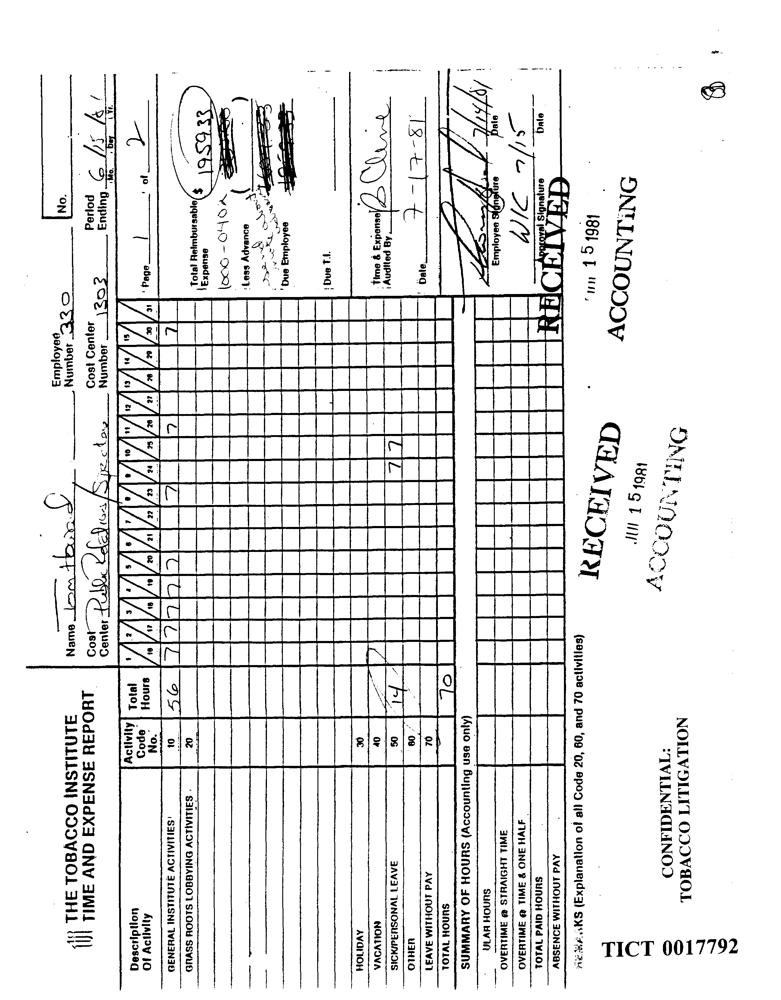 THE TOBACCO INSTITUTE
TIME AND EXPENSE REPORT
Name Tom Howard
Employee Number 330
No.
Cost Center Public Relations/Speaker
Cost Center Number 1303
Period Ending 6/15/81
Mo. Day Yr.
Description Of Activity
Activity Code No.
Total Hours
1 2 3 4 5 6 7 8 9 10 11 12 13 14 15
16 17 18 19 20 21 22 23 24 25 26 27 28 29 30 31
Page 1 of 2
GENERAL INSTITUTE ACTIVITIES 10 56 7 7 7 7 7 7 7 7
GRASS ROOTS LOBBYING ACTIVITIES 20
HOLIDAY 30
VACATION 40
SICK/PERSONAL LEAVE 50 14 7 7
OTHER 60
LEAVE WITHOUT PAY 70
TOTAL HOURS 70
Total Reimbursable Expense $ 1959.33
1000-0402
Less Advance ( )
Due Employee
Due T.I.
Time & Expense Audited By B Cline
Date 7-17-81
SUMMARY OF HOURS (Accounting use only)
ULAR HOURS
OVERTIME @ STRAIGHT TIME
OVERTIME @ TIME & ONE HALF
TOTAL PAID HOURS
ABSENCE WITHOUT PAY
7/14/81
Employee Signature Date
WK 7/15
Approval Signature Date
REMARKS (Explanation of all Code 20, 60, and 70 activities)
RECEIVED
15 1981
ACCOUNTING
RECEIVED
15 1981
ACCOUNTING
CONFIDENTIAL:
TOBACCO LITIGATION
TICT 0017792